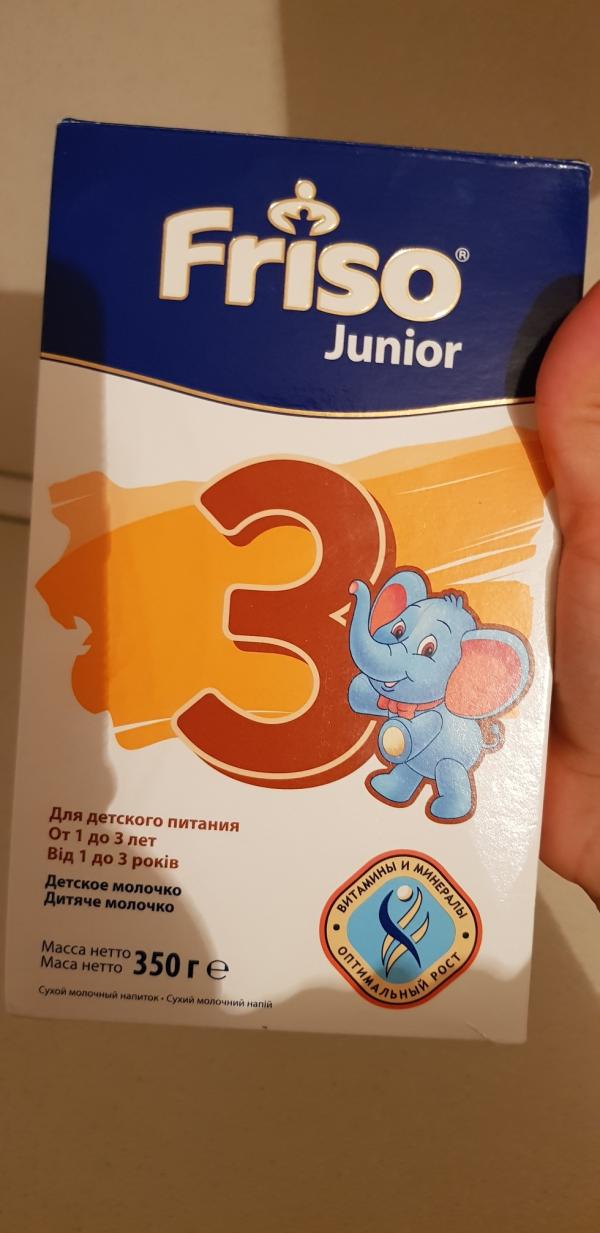 Friso®
Junior
3
Для детского питания
От 1 до 3 лет
Від 1 до 3 років
Детское молочко
Дитяче молочко
Масса нетто
Маса нетто 350 г e
Сухой молочный напиток • Сухий молочний напій
• ВИТАМИНЫ И МИНЕРАЛЫ •
ОПТИМАЛЬНЫЙ РОСТ